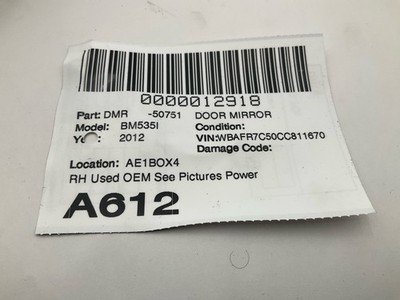 0000012918
Part: DMR -50751 DOOR MIRROR
Model: BM535I Condition:
2012 VIN:WBAFR7C50CC811670
Damage Code:
Location: AE1BOX4
RH Used OEM See Pictures Power
A612